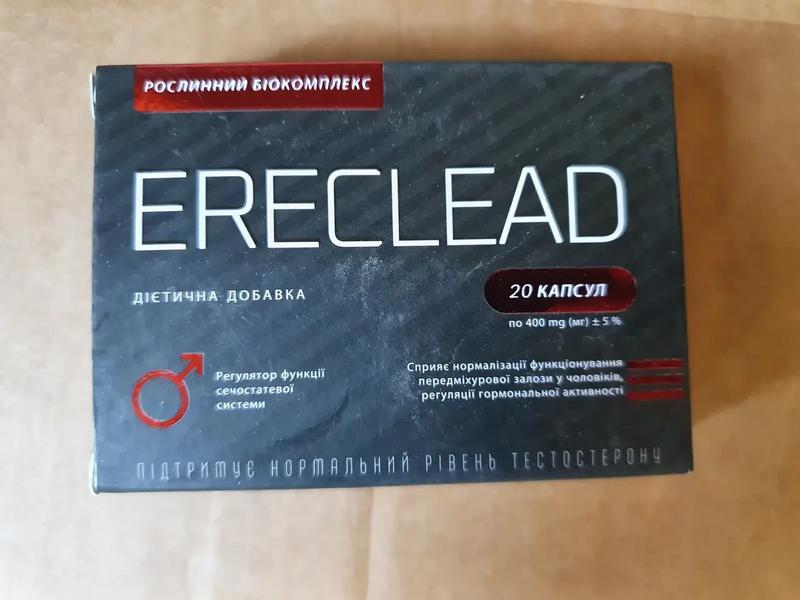 РОСЛИННИЙ БІОКОМПЛЕКС
ERECLEAD
ДІЄТИЧНА ДОБАВКА
20 КАПСУЛ
по 400 mg (мг) ± 5 %
Регулятор функції
сечостатевої
системи
Сприяє нормалізації функціонування
передміхурової залози у чоловіків,
регуляції гормональної активності
ПІДТРИМУЄ НОРМАЛЬНИЙ РІВЕНЬ ТЕСТОСТЕРОНУ